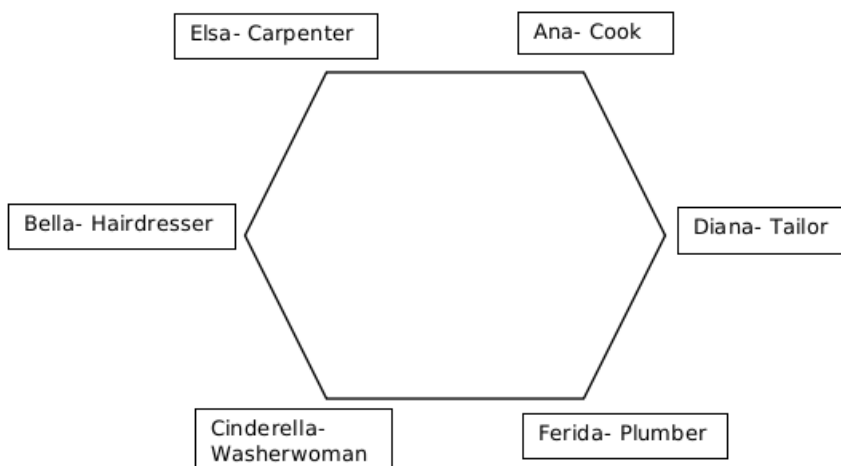 Elsa- Carpenter
Ana- Cook
Bella- Hairdresser
Diana- Tailor
Cinderella-
Washerwoman
Ferida- Plumber